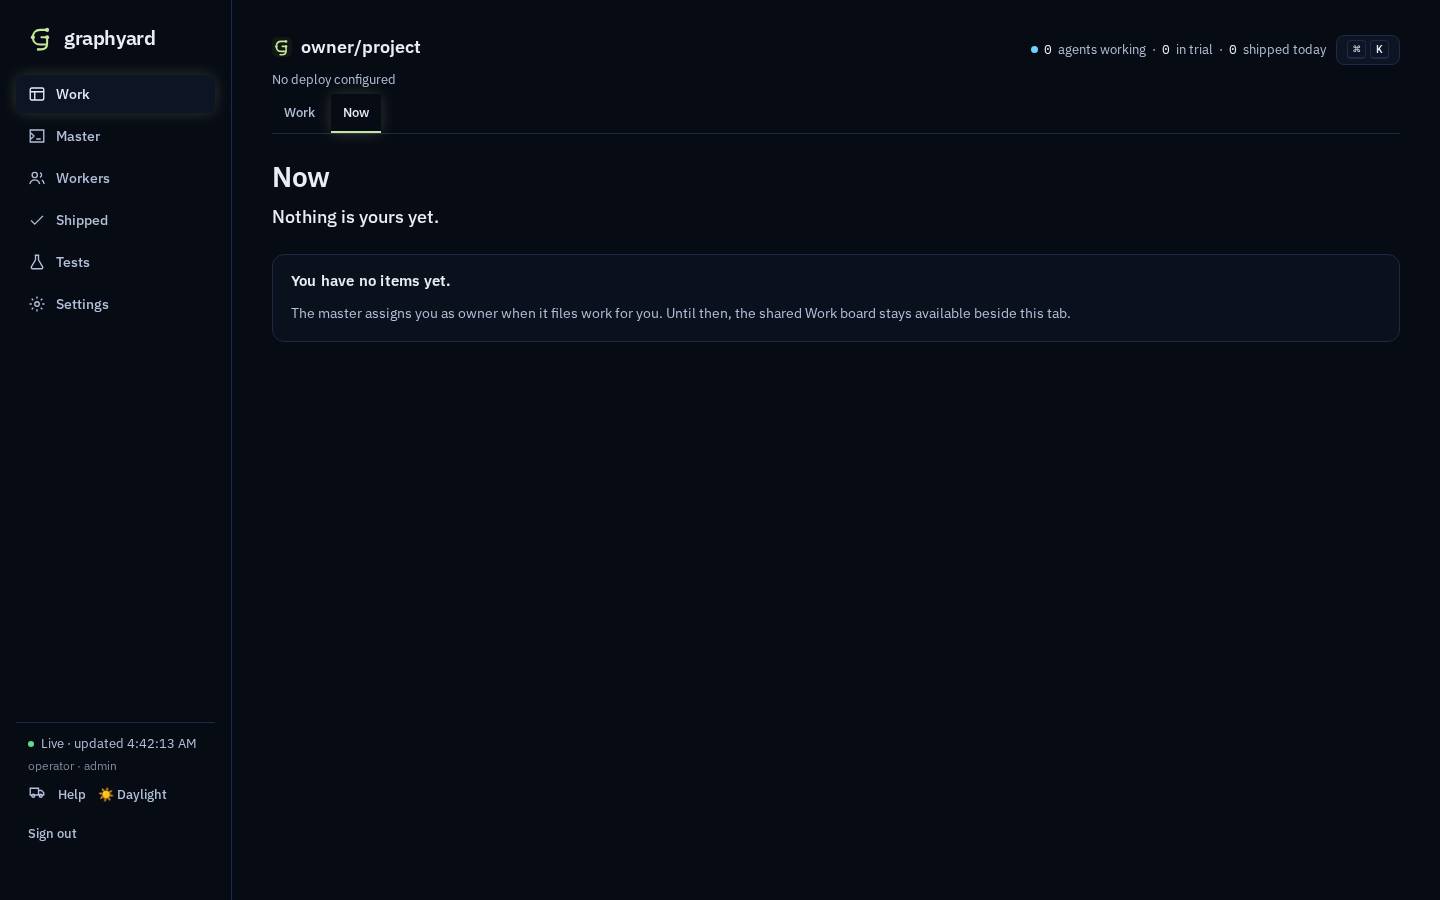 graphyard
Work
Master
Workers
Shipped
Tests
Settings
Live · updated 4:42:13 AM
operator · admin
Help ☀️ Daylight
Sign out
owner/project
0 agents working · 0 in trial · 0 shipped today ⌘ K
No deploy configured
Work Now
Now
Nothing is yours yet.
You have no items yet.
The master assigns you as owner when it files work for you. Until then, the shared Work board stays available beside this tab.